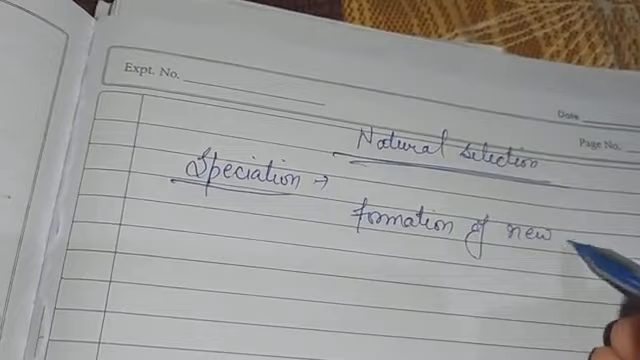 Expt. No.
Date
Page No.
Natural Selection
Speciation →
formation of new